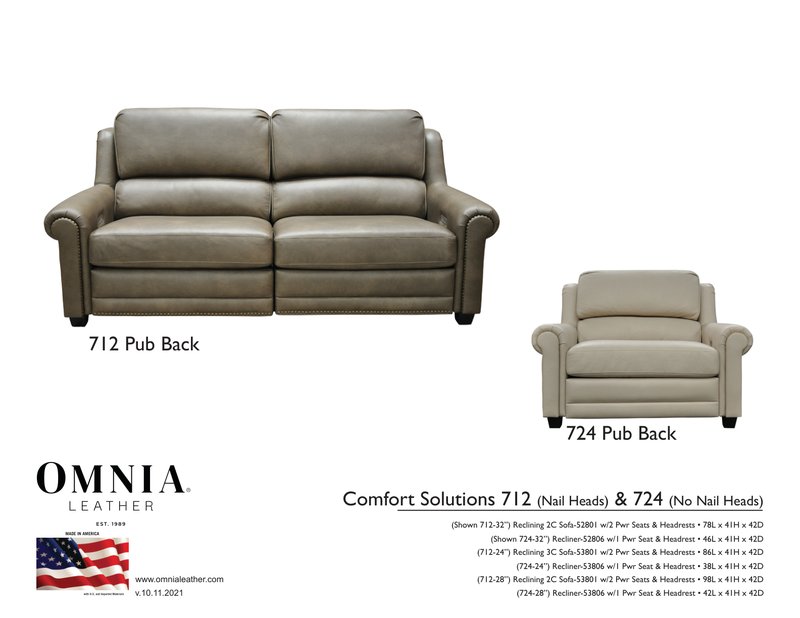 712 Pub Back
724 Pub Back
OMNIA®
LEATHER
EST. 1989
MADE IN AMERICA
with U.S. and Imported Materials
www.omnialeather.com
v.10.11.2021
Comfort Solutions 712 (Nail Heads) & 724 (No Nail Heads)
(Shown 712-32”) Reclining 2C Sofa-52801 w/2 Pwr Seats & Headrests • 78L x 41H x 42D
(Shown 724-32”) Recliner-52806 w/1 Pwr Seat & Headrests • 46L x 41H x 42D
(712-24”) Reclining 3C Sofa-53801 w/2 Pwr Seats & Headrests • 86L x 41H x 42D
(724-24”) Recliner-53806 w/1 Pwr Seat & Headrest • 38L x 41H x 42D
(712-28”) Reclining 2C Sofa-53801 w/2 Pwr Seats & Headrests • 98L x 41H x 42D
(724-28”) Recliner-53806 w/1 Pwr Seat & Headrest • 42L x 41H x 42D